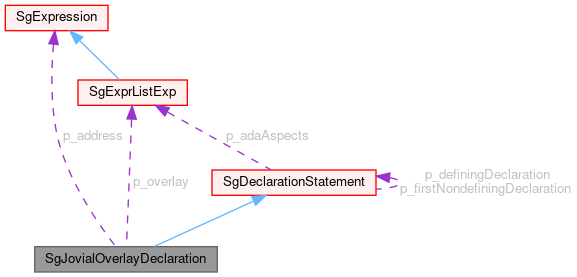 SgExpression
SgExprListExp
p_address
p_adaAspects
p_overlay
SgDeclarationStatement
p_definingDeclaration
p_firstNondefiningDeclaration
SgJovialOverlayDeclaration